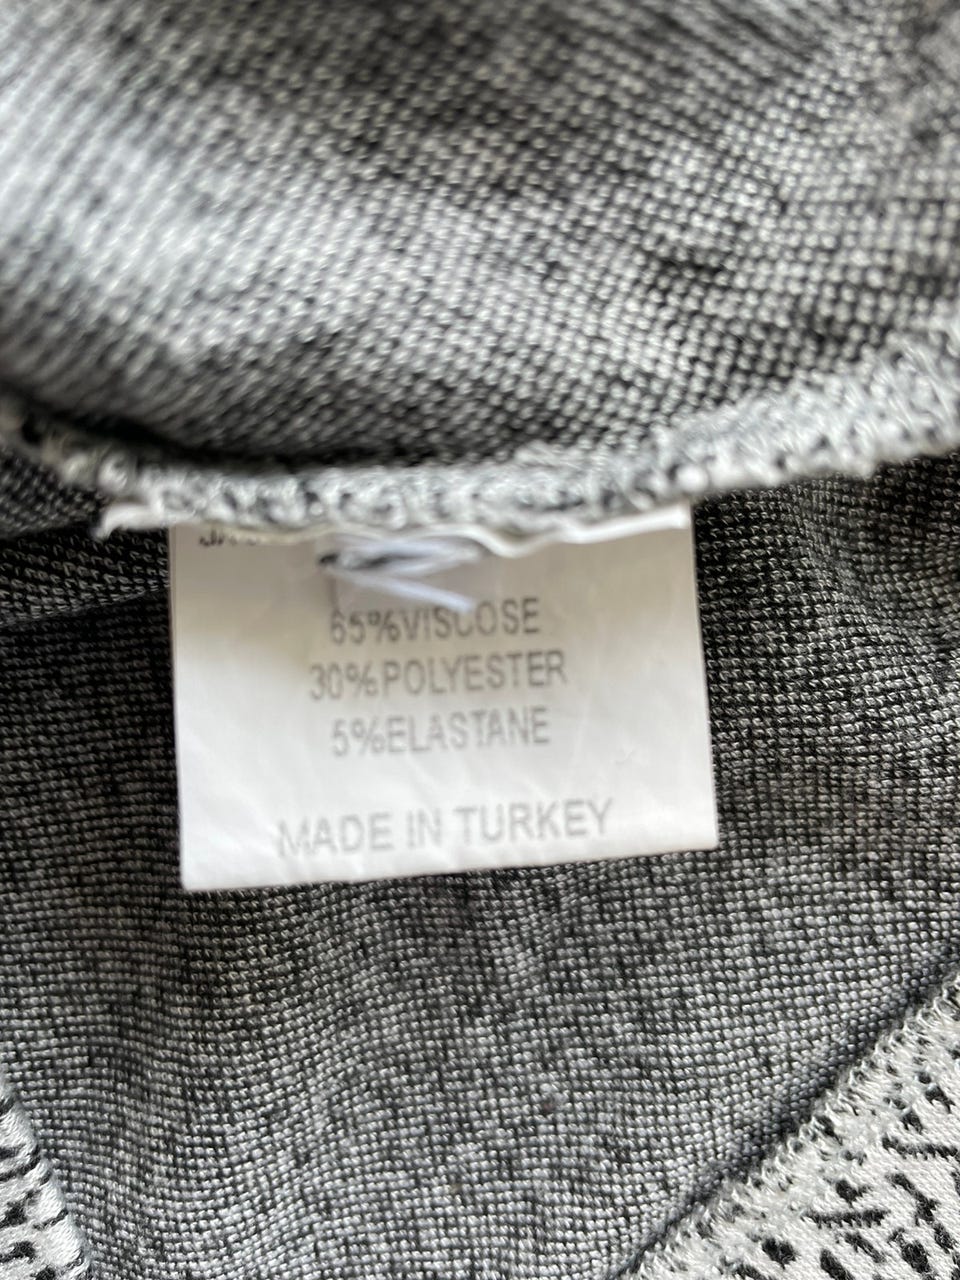 65%VISCOSE
30%POLYESTER
5%ELASTANE
MADE IN TURKEY